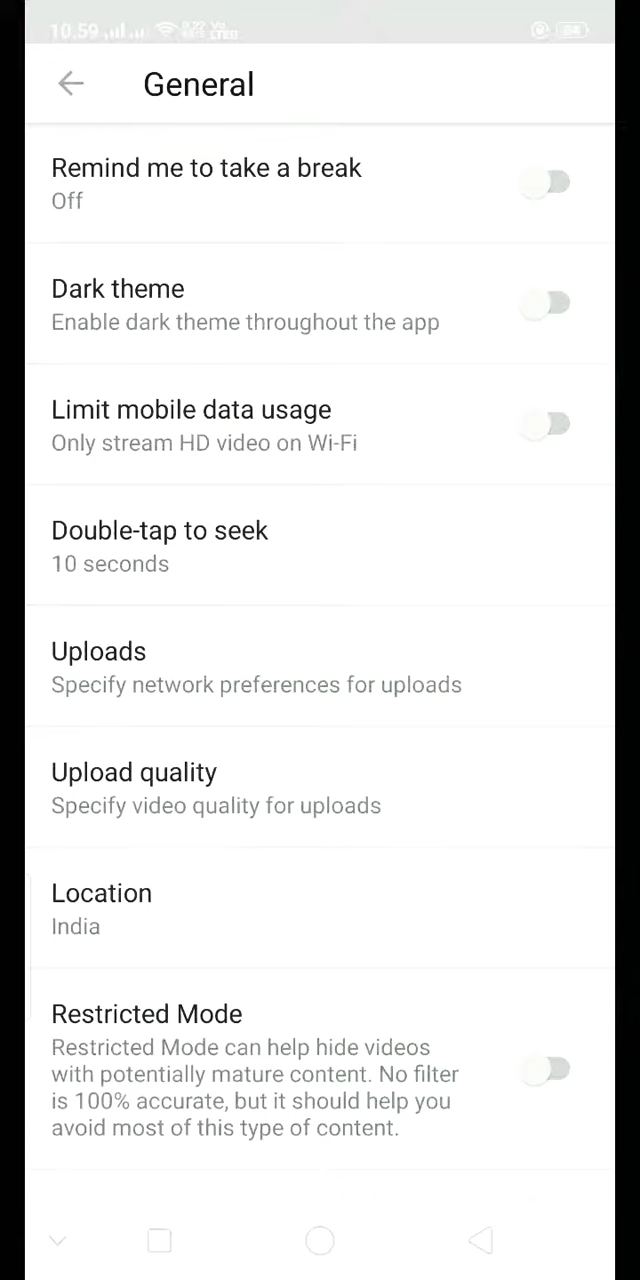 10.59
General
Remind me to take a break
Off
Dark theme
Enable dark theme throughout the app
Limit mobile data usage
Only stream HD video on Wi-Fi
Double-tap to seek
10 seconds
Uploads
Specify network preferences for uploads
Upload quality
Specify video quality for uploads
Location
India
Restricted Mode
Restricted Mode can help hide videos
with potentially mature content. No filter
is 100% accurate, but it should help you
avoid most of this type of content.